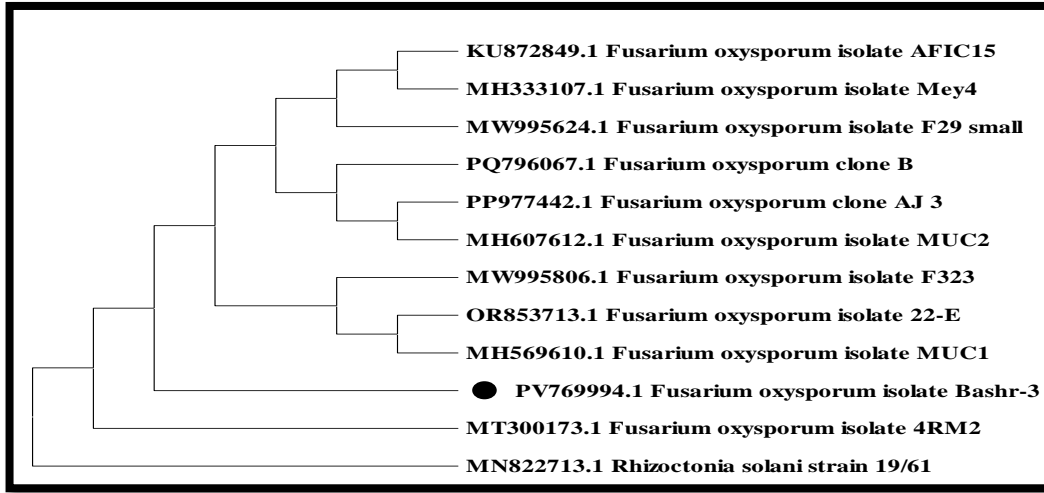 KU872849.1 Fusarium oxysporum isolate AFIC15
MH333107.1 Fusarium oxysporum isolate Mey4
MW995624.1 Fusarium oxysporum isolate F29 small
PQ796067.1 Fusarium oxysporum clone B
PP977442.1 Fusarium oxysporum clone AJ 3
MH607612.1 Fusarium oxysporum isolate MUC2
MW995806.1 Fusarium oxysporum isolate F323
OR853713.1 Fusarium oxysporum isolate 22-E
MH569610.1 Fusarium oxysporum isolate MUC1
PV769994.1 Fusarium oxysporum isolate Bashr-3
MT300173.1 Fusarium oxysporum isolate 4RM2
MN822713.1 Rhizoctonia solani strain 19/61